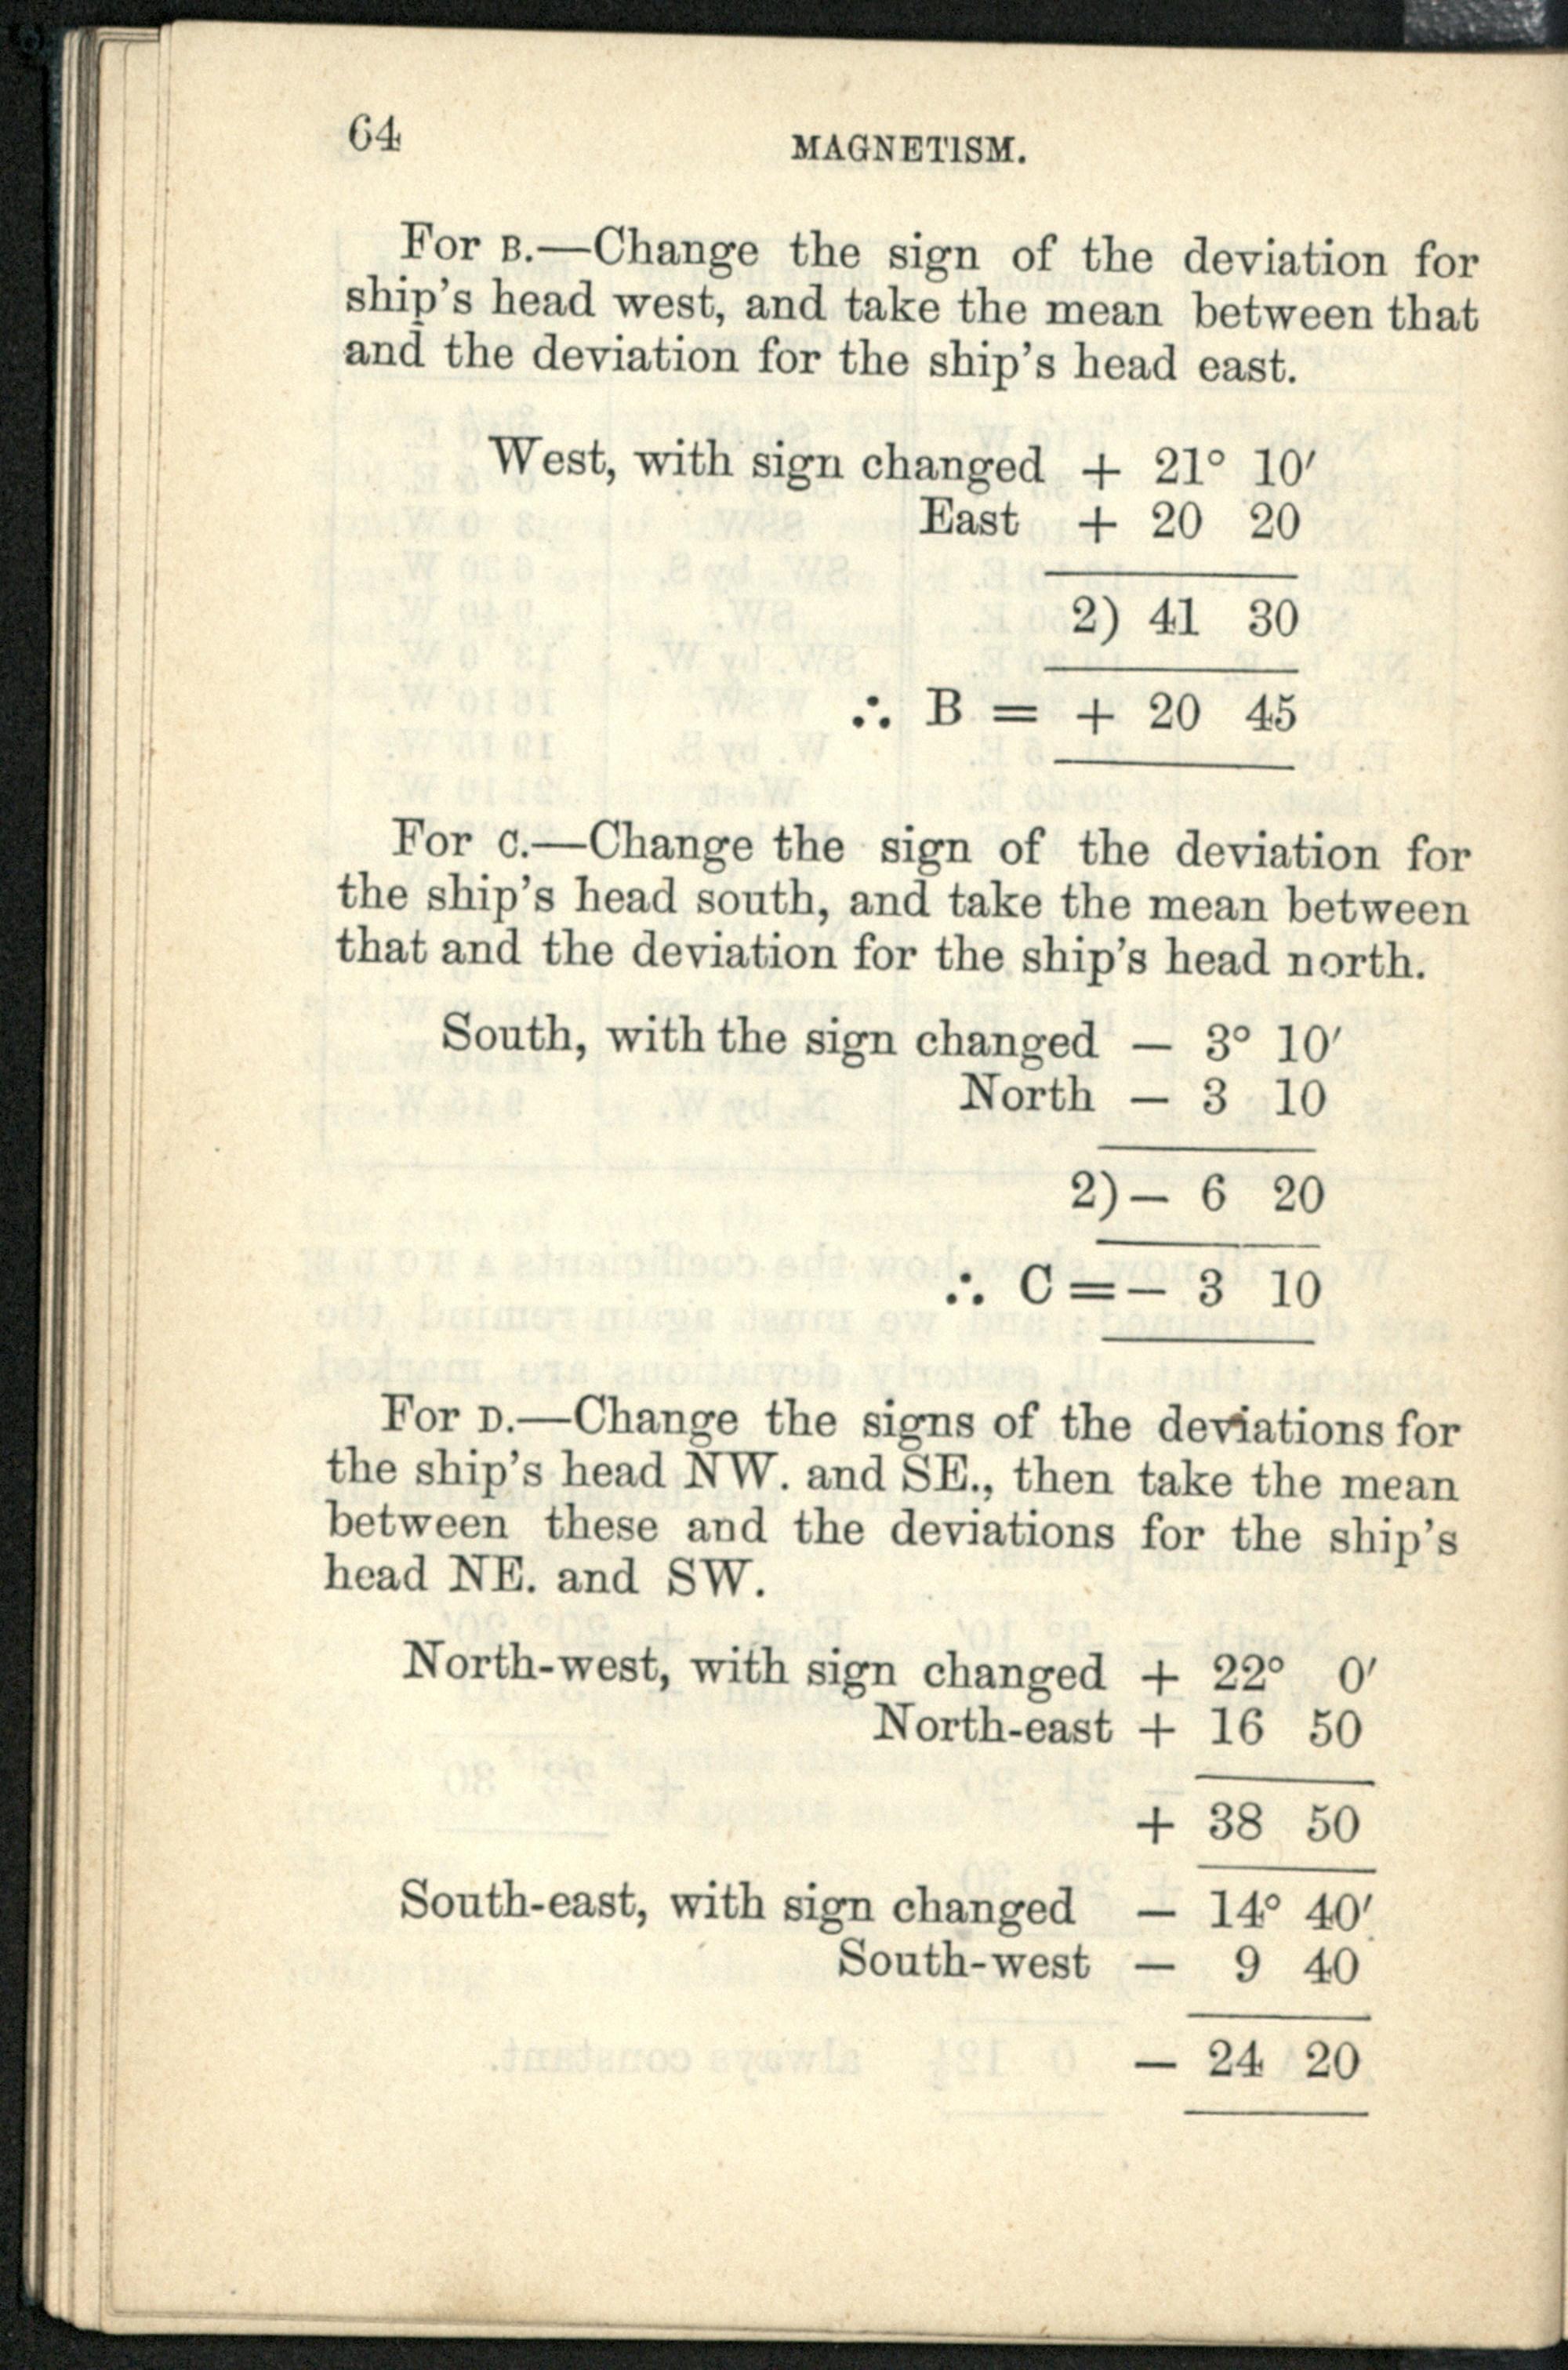 64
MAGNETISM.
For B.—Change the sign of the deviation for
ship's head west, and take the mean between that
and the deviation for the ship's head east.
West, with sign changed + 21° 10′
East + 20 20
2) 41 30
∴ B = + 20 45
For C.—Change the sign of the deviation for
the ship's head south, and take the mean between
that and the deviation for the ship's head north.
South, with the sign changed — 3° 10′
North — 3 10
2) — 6 20
∴ C = — 3 10
For D.—Change the signs of the deviations for
the ship's head NW. and SE., then take the mean
between these and the deviations for the ship's
head NE. and SW.
North-west, with sign changed + 22° 0′
North-east + 16 50
+ 38 50
South-east, with sign changed — 14° 40′
South-west — 9 40
— 24 20